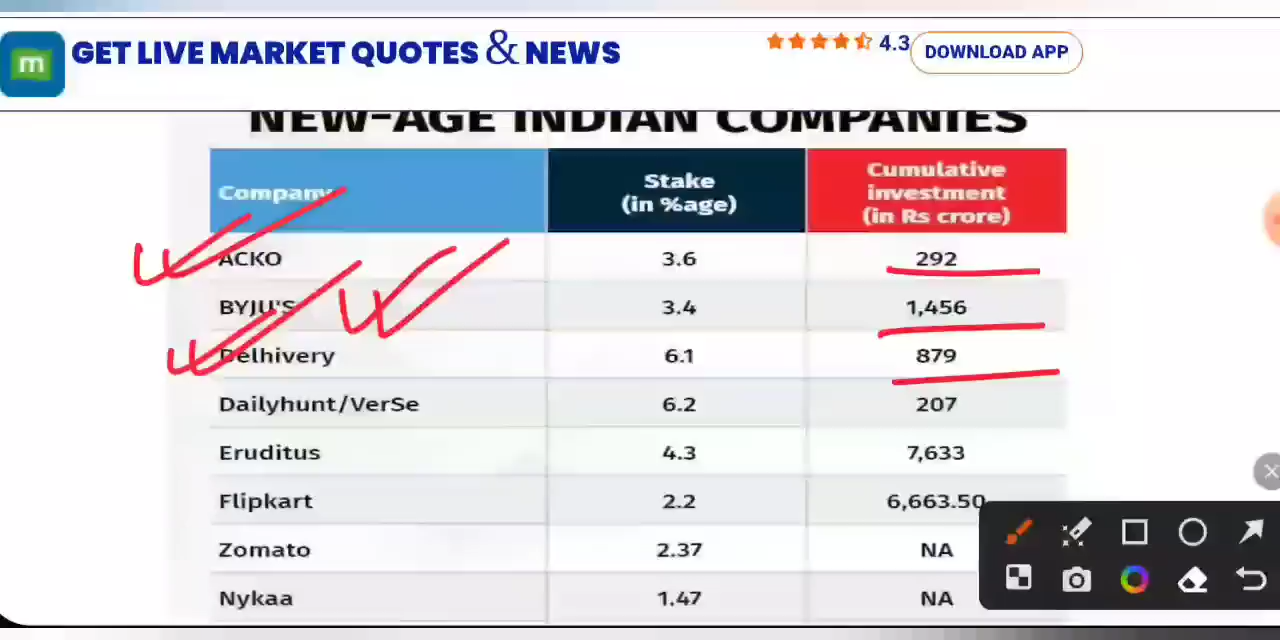 m GET LIVE MARKET QUOTES & NEWS 4.3 DOWNLOAD APP
NEW-AGE INDIAN COMPANIES
Company Stake (in %age) Cumulative investment (in Rs crore)
ACKO 3.6 292
BYJU'S 3.4 1,456
Delhivery 6.1 879
Dailyhunt/VerSe 6.2 207
Eruditus 4.3 7,633
Flipkart 2.2 6,663.50
Zomato 2.37 NA
Nykaa 1.47 NA